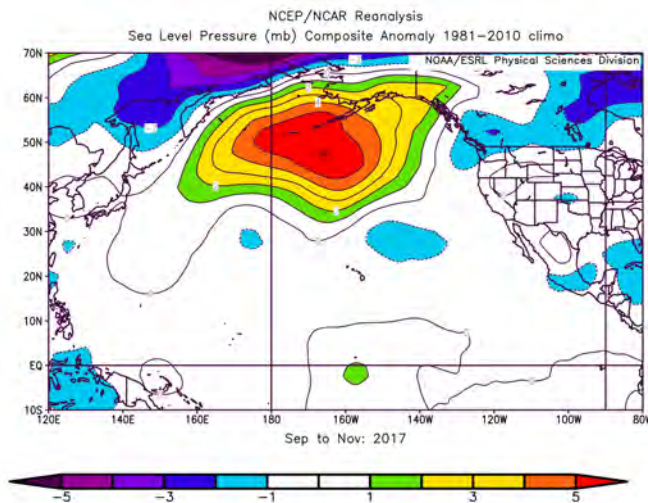 NCEP/NCAR Reanalysis
Sea Level Pressure (mb) Composite Anomaly 1981−2010 climo
NOAA/ESRL Physical Sciences Division
70N
60N
50N
40N
30N
20N
10N
EQ
10S
120E 140E 160E 180 160W 140W 120W 100W 80W
Sep to Nov: 2017
−5 −3 −1 1 3 5